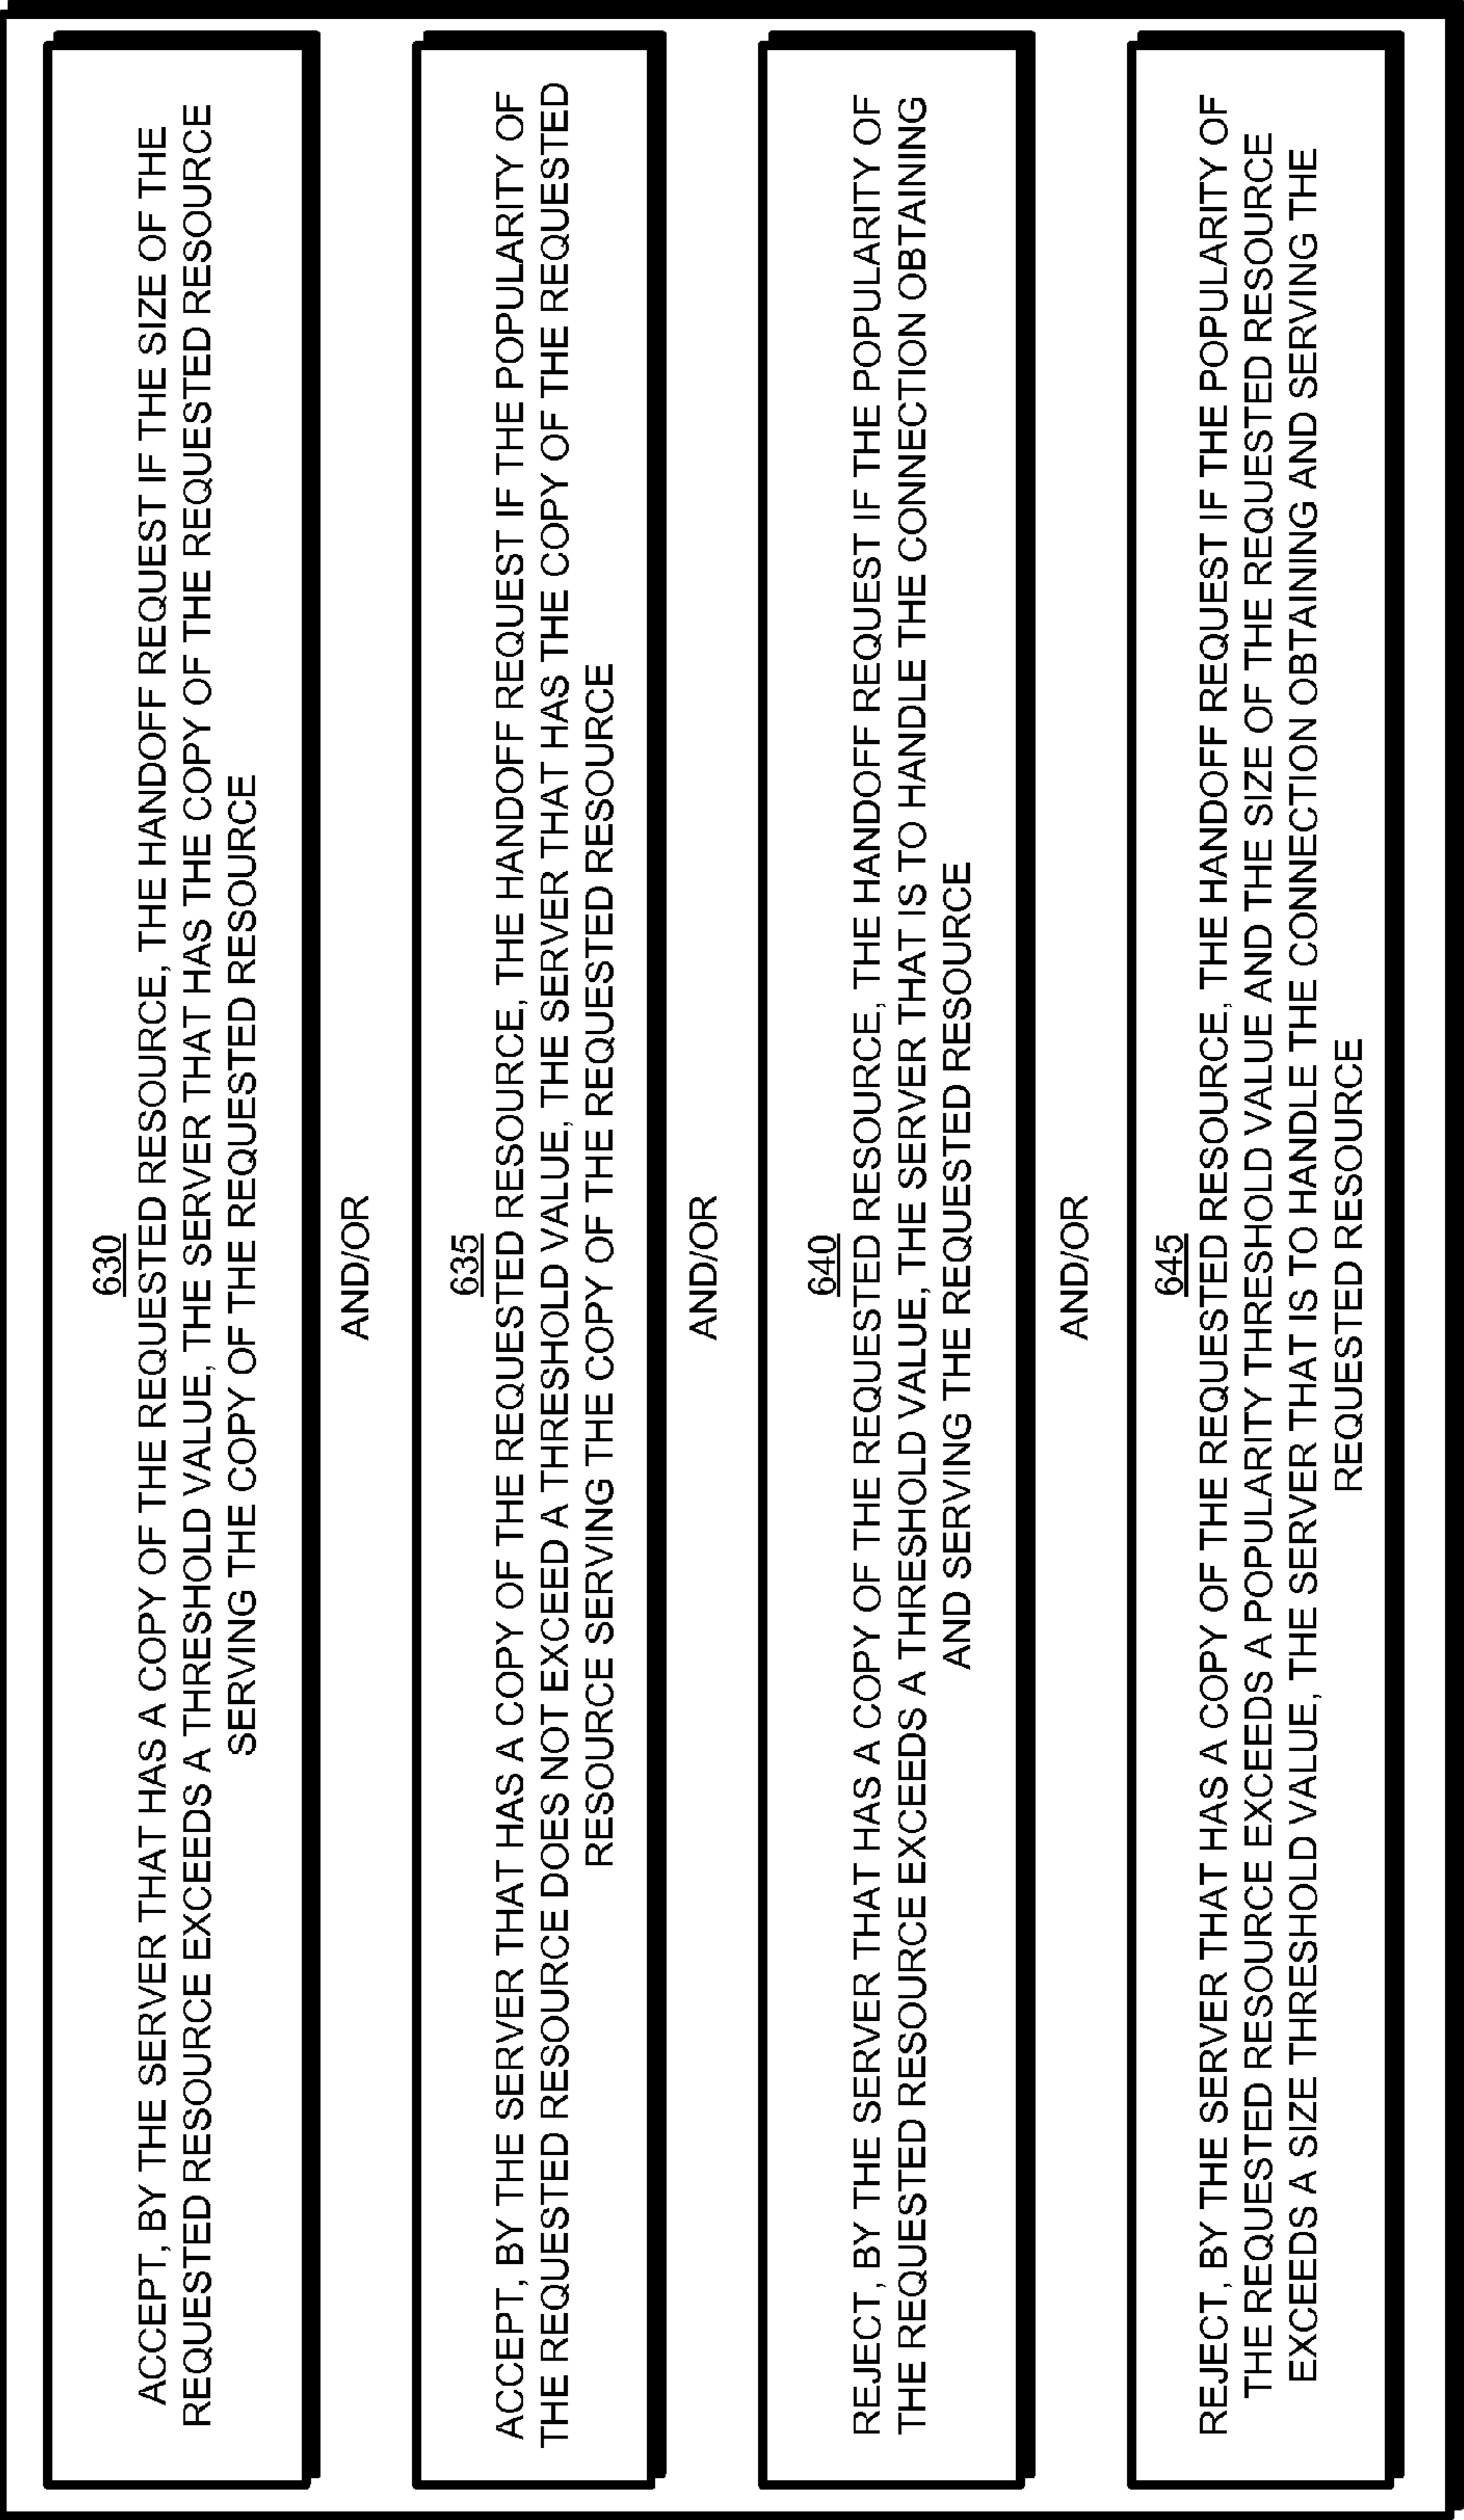 630
ACCEPT, BY THE SERVER THAT HAS A COPY OF THE REQUESTED RESOURCE, THE HANDOFF REQUEST IF THE SIZE OF THE
REQUESTED RESOURCE EXCEEDS A THRESHOLD VALUE, THE SERVER THAT HAS THE COPY OF THE REQUESTED RESOURCE
SERVING THE COPY OF THE REQUESTED RESOURCE
AND/OR
635
ACCEPT, BY THE SERVER THAT HAS A COPY OF THE REQUESTED RESOURCE, THE HANDOFF REQUEST IF THE POPULARITY OF
THE REQUESTED RESOURCE DOES NOT EXCEED A THRESHOLD VALUE, THE SERVER THAT HAS THE COPY OF THE REQUESTED
RESOURCE SERVING THE COPY OF THE REQUESTED RESOURCE
AND/OR
640
REJECT, BY THE SERVER THAT HAS A COPY OF THE REQUESTED RESOURCE, THE HANDOFF REQUEST IF THE POPULARITY OF
THE REQUESTED RESOURCE EXCEEDS A THRESHOLD VALUE, THE SERVER THAT IS TO HANDLE THE CONNECTION OBTAINING
AND SERVING THE REQUESTED RESOURCE
AND/OR
645
REJECT, BY THE SERVER THAT HAS A COPY OF THE REQUESTED RESOURCE, THE HANDOFF REQUEST IF THE POPULARITY OF
THE REQUESTED RESOURCE EXCEEDS A POPULARITY THRESHOLD VALUE AND THE SIZE OF THE REQUESTED RESOURCE
EXCEEDS A SIZE THRESHOLD VALUE, THE SERVER THAT IS TO HANDLE THE CONNECTION OBTAINING AND SERVING THE
REQUESTED RESOURCE